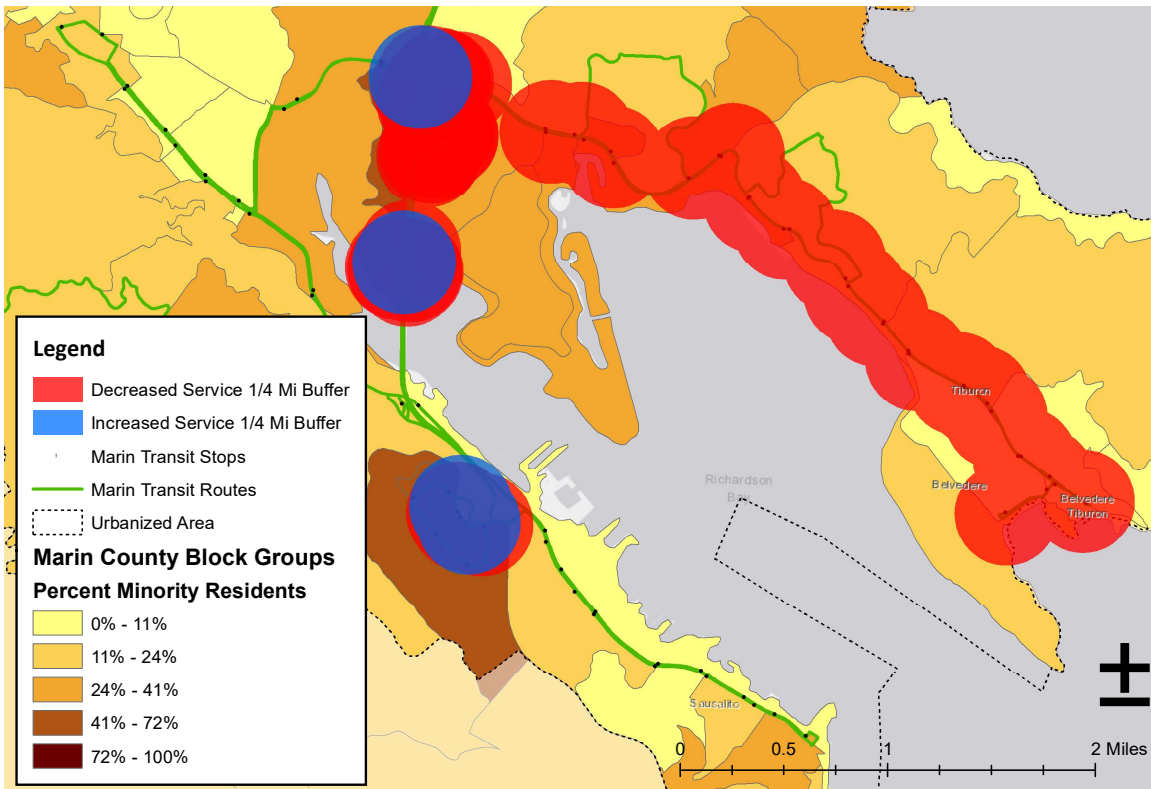 Legend
Decreased Service 1/4 Mi Buffer
Increased Service 1/4 Mi Buffer
Marin Transit Stops
Marin Transit Routes
Urbanized Area
Marin County Block Groups
Percent Minority Residents
0% - 11%
11% - 24%
24% - 41%
41% - 72%
72% - 100%
Tiburon
Richardson
Bay
Belvedere
Belvedere
Tiburon
Sausalito
0 0.5 1 2 Miles